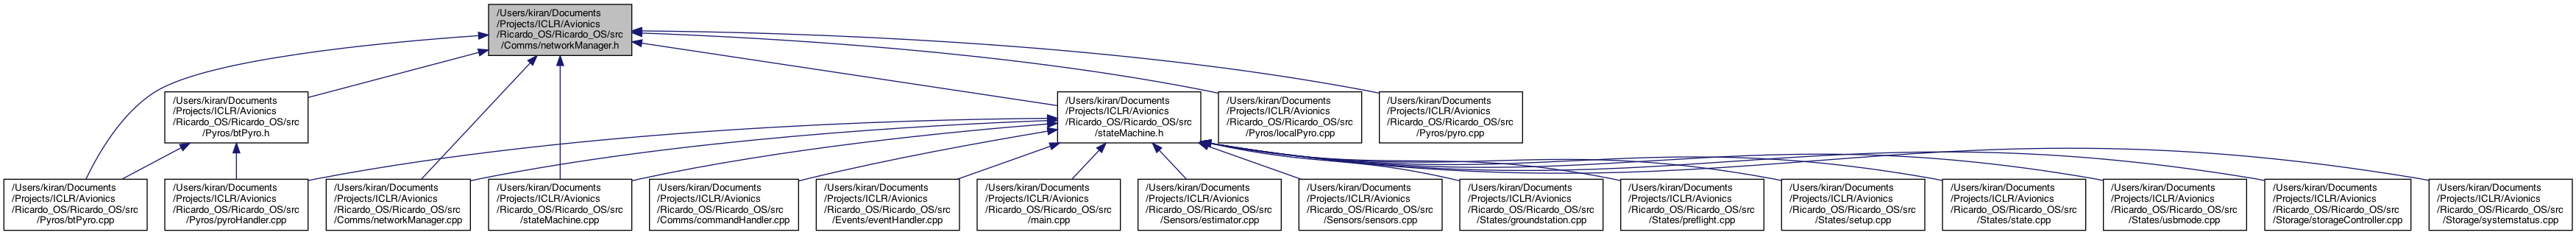 /Users/kiran/Documents
/Projects/ICLR/Avionics
/Ricardo_OS/Ricardo_OS/src
/Comms/networkManager.h
/Users/kiran/Documents
/Projects/ICLR/Avionics
/Ricardo_OS/Ricardo_OS/src
/Pyros/btPyro.h
/Users/kiran/Documents
/Projects/ICLR/Avionics
/Ricardo_OS/Ricardo_OS/src
/stateMachine.h
/Users/kiran/Documents
/Projects/ICLR/Avionics
/Ricardo_OS/Ricardo_OS/src
/Pyros/localPyro.cpp
/Users/kiran/Documents
/Projects/ICLR/Avionics
/Ricardo_OS/Ricardo_OS/src
/Pyros/pyro.cpp
/Users/kiran/Documents
/Projects/ICLR/Avionics
/Ricardo_OS/Ricardo_OS/src
/Pyros/btPyro.cpp
/Users/kiran/Documents
/Projects/ICLR/Avionics
/Ricardo_OS/Ricardo_OS/src
/Pyros/pyroHandler.cpp
/Users/kiran/Documents
/Projects/ICLR/Avionics
/Ricardo_OS/Ricardo_OS/src
/Comms/networkManager.cpp
/Users/kiran/Documents
/Projects/ICLR/Avionics
/Ricardo_OS/Ricardo_OS/src
/stateMachine.cpp
/Users/kiran/Documents
/Projects/ICLR/Avionics
/Ricardo_OS/Ricardo_OS/src
/Comms/commandHandler.cpp
/Users/kiran/Documents
/Projects/ICLR/Avionics
/Ricardo_OS/Ricardo_OS/src
/Events/eventHandler.cpp
/Users/kiran/Documents
/Projects/ICLR/Avionics
/Ricardo_OS/Ricardo_OS/src
/main.cpp
/Users/kiran/Documents
/Projects/ICLR/Avionics
/Ricardo_OS/Ricardo_OS/src
/Sensors/estimator.cpp
/Users/kiran/Documents
/Projects/ICLR/Avionics
/Ricardo_OS/Ricardo_OS/src
/Sensors/sensors.cpp
/Users/kiran/Documents
/Projects/ICLR/Avionics
/Ricardo_OS/Ricardo_OS/src
/States/groundstation.cpp
/Users/kiran/Documents
/Projects/ICLR/Avionics
/Ricardo_OS/Ricardo_OS/src
/States/preflight.cpp
/Users/kiran/Documents
/Projects/ICLR/Avionics
/Ricardo_OS/Ricardo_OS/src
/States/setup.cpp
/Users/kiran/Documents
/Projects/ICLR/Avionics
/Ricardo_OS/Ricardo_OS/src
/States/state.cpp
/Users/kiran/Documents
/Projects/ICLR/Avionics
/Ricardo_OS/Ricardo_OS/src
/States/usbmode.cpp
/Users/kiran/Documents
/Projects/ICLR/Avionics
/Ricardo_OS/Ricardo_OS/src
/Storage/storageController.cpp
/Users/kiran/Documents
/Projects/ICLR/Avionics
/Ricardo_OS/Ricardo_OS/src
/Storage/systemstatus.cpp